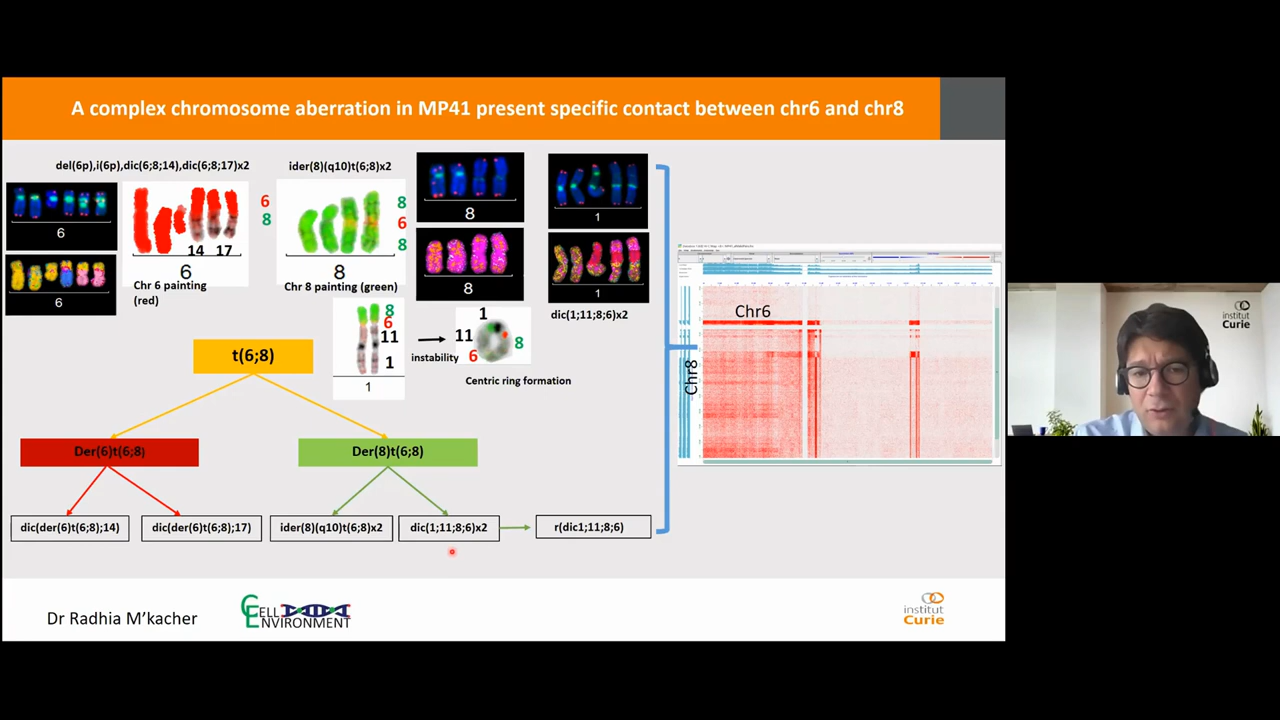 A complex chromosome aberration in MP41 present specific contact between chr6 and chr8
del(6p),i(6p),dic(6;8;14),dic(6;8;17)x2
ider(8)(q10)t(6;8)x2
6
8
8
6
8
8
1
6
14 17
6
8
8
1
6
Chr 6 painting
(red)
Chr 8 painting (green)
dic(1;11;8;6)x2
8
6
11
1
1
instability
1
11
8
6
Centric ring formation
Chr6
Chr8
t(6;8)
Der(6)t(6;8)
Der(8)t(6;8)
dic(der(6)t(6;8);14)
dic(der(6)t(6;8);17)
ider(8)(q10)t(6;8)x2
dic(1;11;8;6)x2
r(dic1;11;8;6)
Dr Radhia M'kacher
CELL
ENVIRONMENT
institut
Curie
institut
Curie